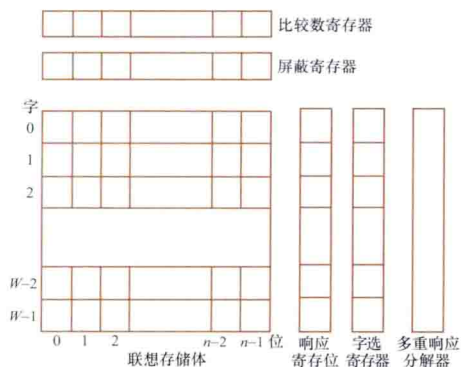 比较数寄存器
屏蔽寄存器
字
0
1
2
W–2
W–1
0 1 2 n–2 n–1 位
联想存储体
响应
寄存位
字选
寄存器
多重响应
分解器